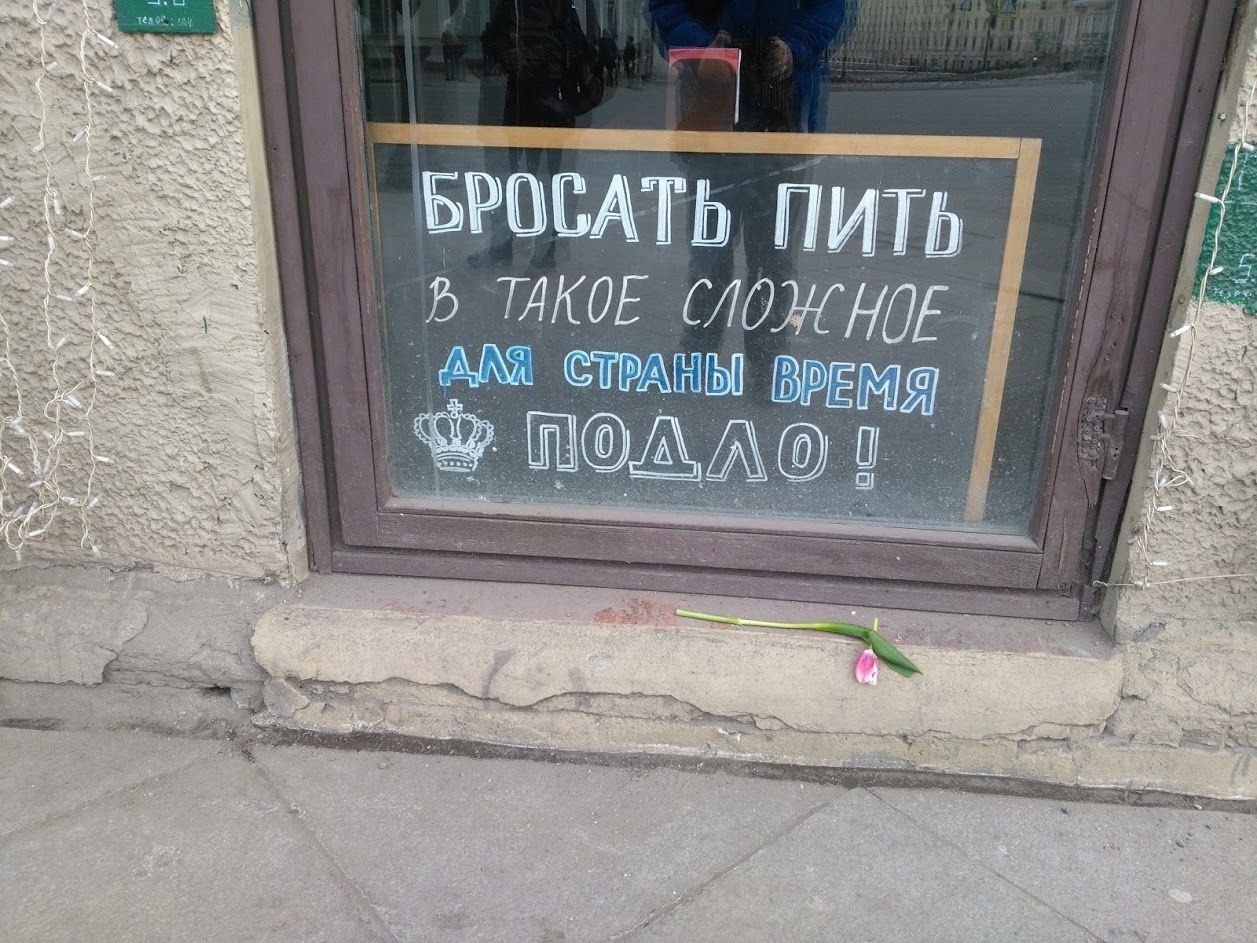 БРОСАТЬ ПИТЬ
В ТАКОЕ СЛОЖНОЕ
ДЛЯ СТРАНЫ ВРЕМЯ
ПОДЛО!